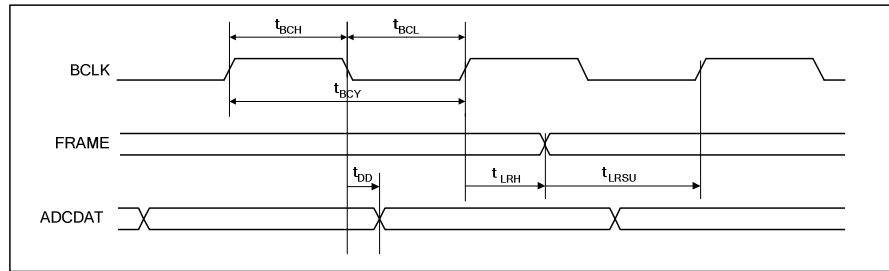 tBCH tBCL
BCLK
tBCY
FRAME
tDD tLRH tLRSU
ADCDAT